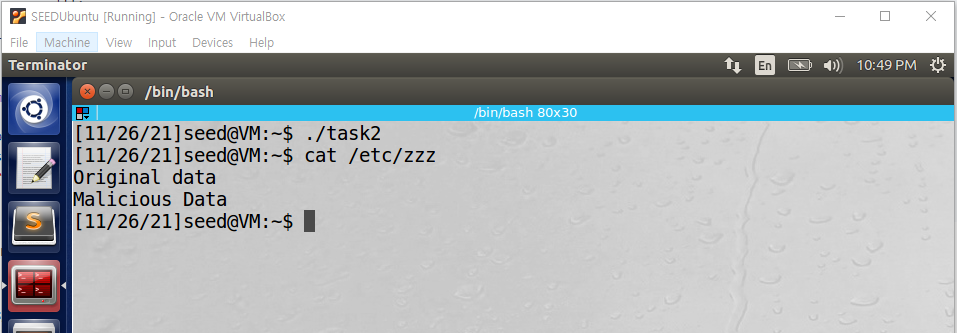 SEEDUbuntu [Running] - Oracle VM VirtualBox
File Machine View Input Devices Help
Terminator En 10:49 PM
/bin/bash
/bin/bash 80x30
[11/26/21]seed@VM:~$ ./task2
[11/26/21]seed@VM:~$ cat /etc/zzz
Original data
Malicious Data
[11/26/21]seed@VM:~$